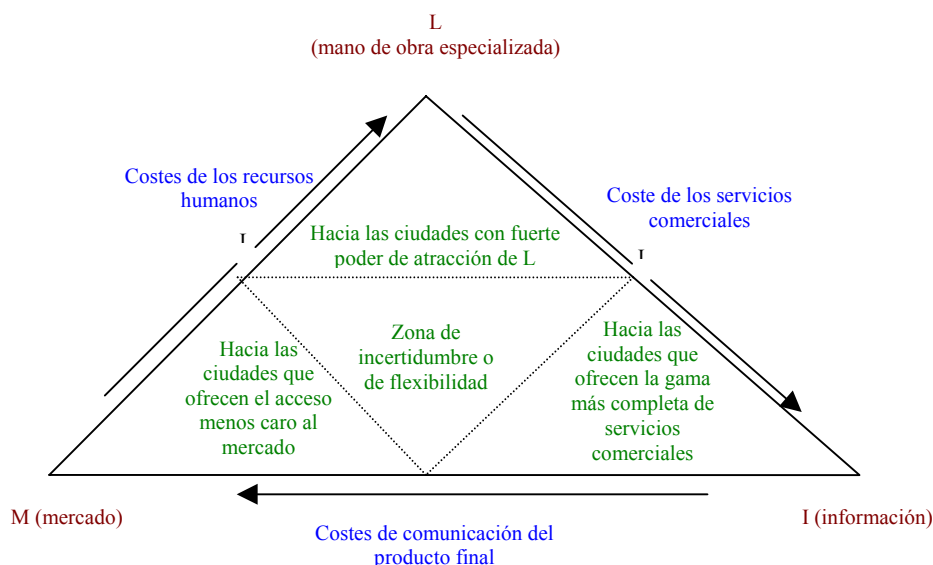 L
(mano de obra especializada)
Costes de los recursos
humanos
Coste de los servicios
comerciales
Hacia las ciudades con fuerte
poder de atracción de L
Zona de
incertidumbre o
de flexibilidad
Hacia las
ciudades que
ofrecen el acceso
menos caro al
mercado
Hacia las
ciudades que
ofrecen la gama
más completa de
servicios
comerciales
M (mercado)
I (información)
Costes de comunicación del
producto final